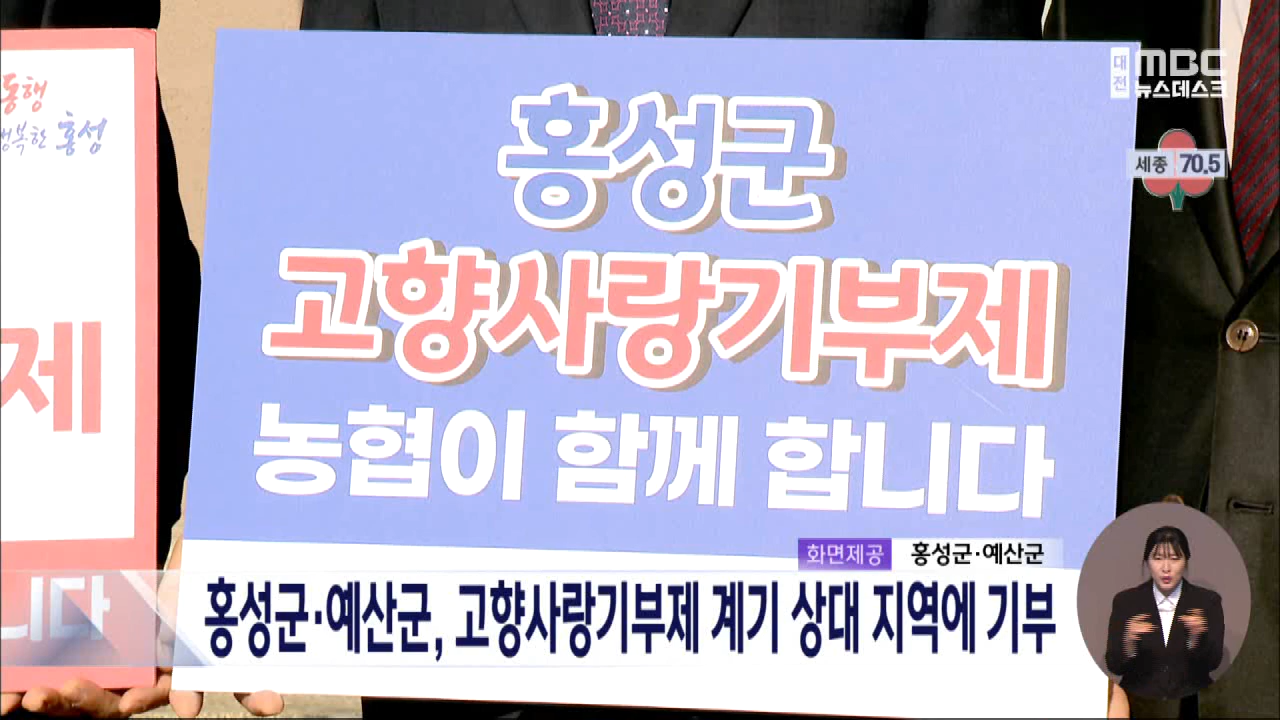 동행
행복한 홍성
제
니다
홍성군
고향사랑기부제
농협이 함께 합니다
대전 MBC
뉴스데스크
세종 70.5
화면제공 홍성군·예산군
홍성군·예산군, 고향사랑기부제 계기 상대 지역에 기부